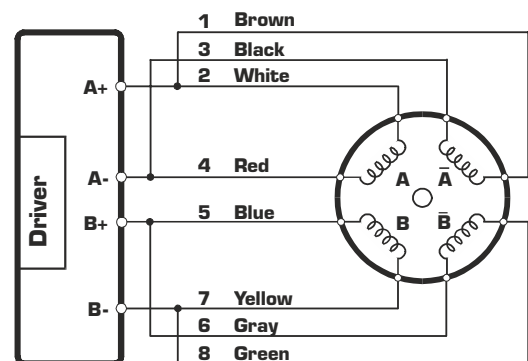 1 Brown
3 Black
2 White
A+
4 Red
A-
5 Blue
B+
7 Yellow
B-
6 Gray
8 Green
Driver
A Ā
B B̄